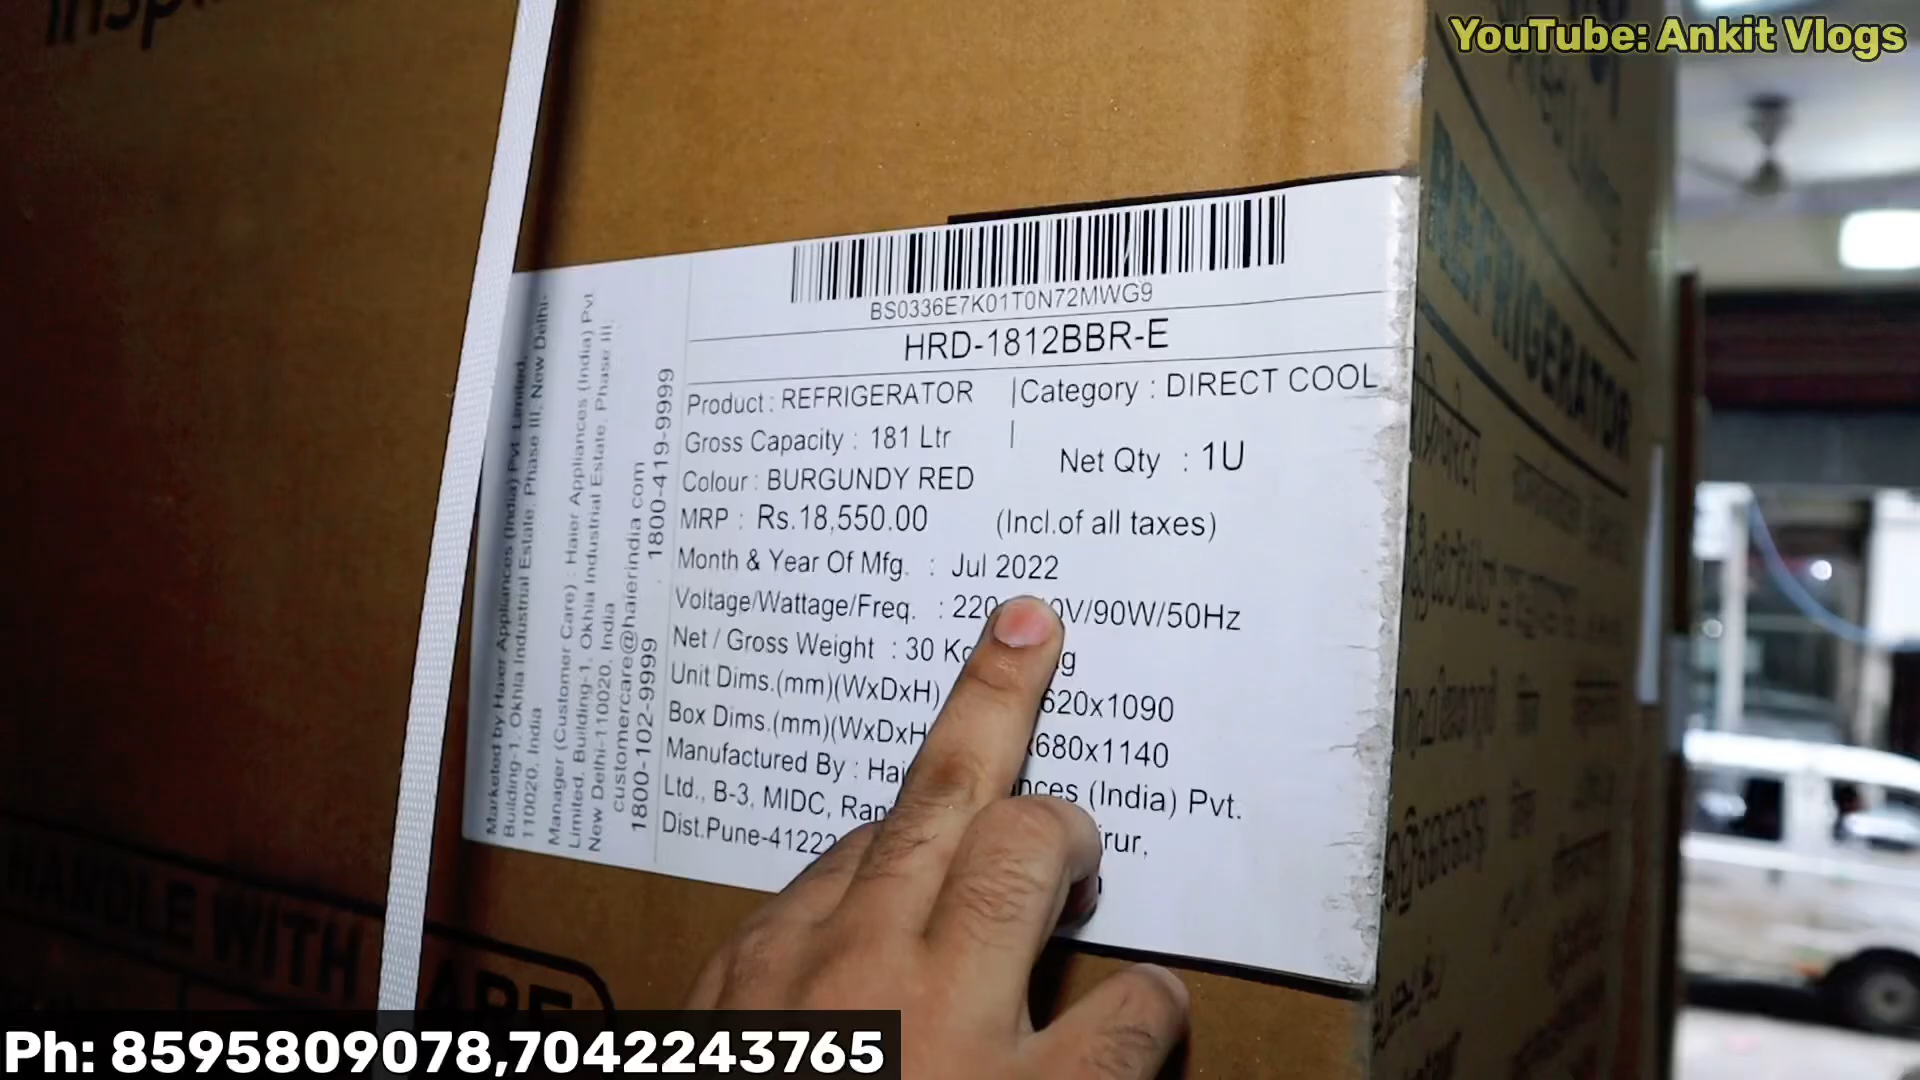 YouTube: Ankit Vlogs
BS0336E7K01T0N72MWG9
HRD-1812BBR-E
Product : REFRIGERATOR |Category : DIRECT COOL
Gross Capacity : 181 Ltr |
Net Qty : 1U
Colour : BURGUNDY RED
MRP : Rs.18,550.00 (Incl.of all taxes)
Month & Year Of Mfg. : Jul 2022
Voltage/Wattage/Freq. : 220 0V/90W/50Hz
Net / Gross Weight : 30 Kg g
Unit Dims.(mm)(WxDxH) 620x1090
Box Dims.(mm)(WxDxH 680x1140
Manufactured By : Hai nces (India) Pvt.
Ltd., B-3, MIDC, Ran irur,
Dist.Pune-41222
Marketed by Haier Appliances (India) Pvt Limited,
Building-1, Okhla Industrial Estate, Phase III, New Delhi-
110020, India
Manager (Customer Care) : Haier Appliances (India) Pvt
Limited, Building-1, Okhla Industrial Estate, Phase III,
New Delhi-110020, India
customercare@haierindia.com
1800-102-9999 , 1800-419-9999
REFRIGERATOR
HANDLE WITH CARE
Ph: 8595809078,7042243765